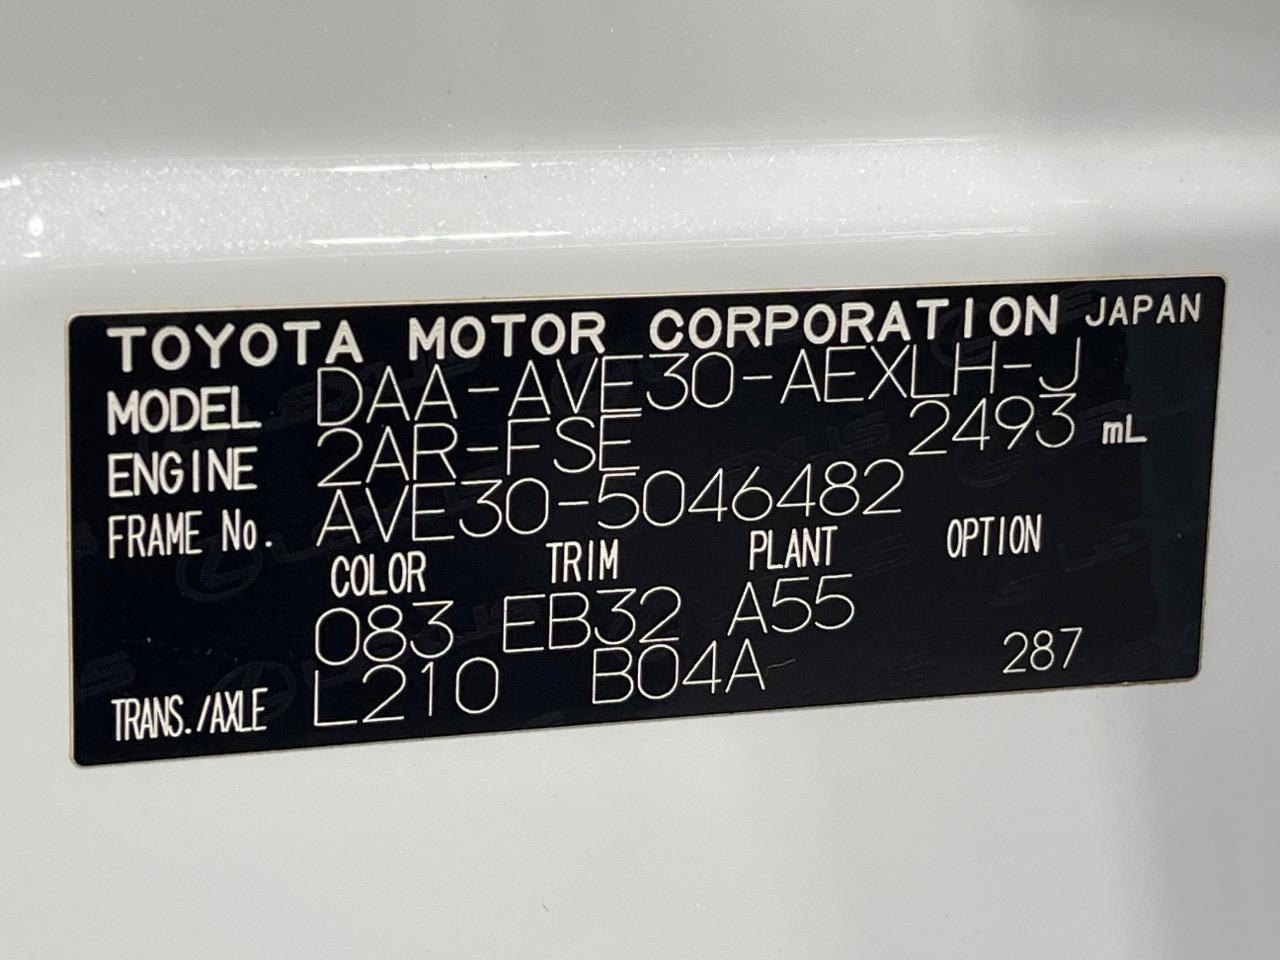 TOYOTA MOTOR CORPORATION JAPAN
MODEL DAA-AVE30-AEXLH-J
ENGINE 2AR-FSE 2493 mL
FRAME No. AVE30-5046482
COLOR TRIM PLANT OPTION
083 EB32 A55
TRANS./AXLE L210 B04A 287